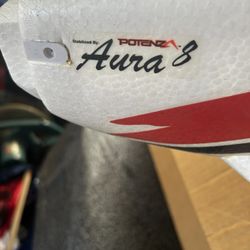 Stabilized By: POTENZA
Aura 8